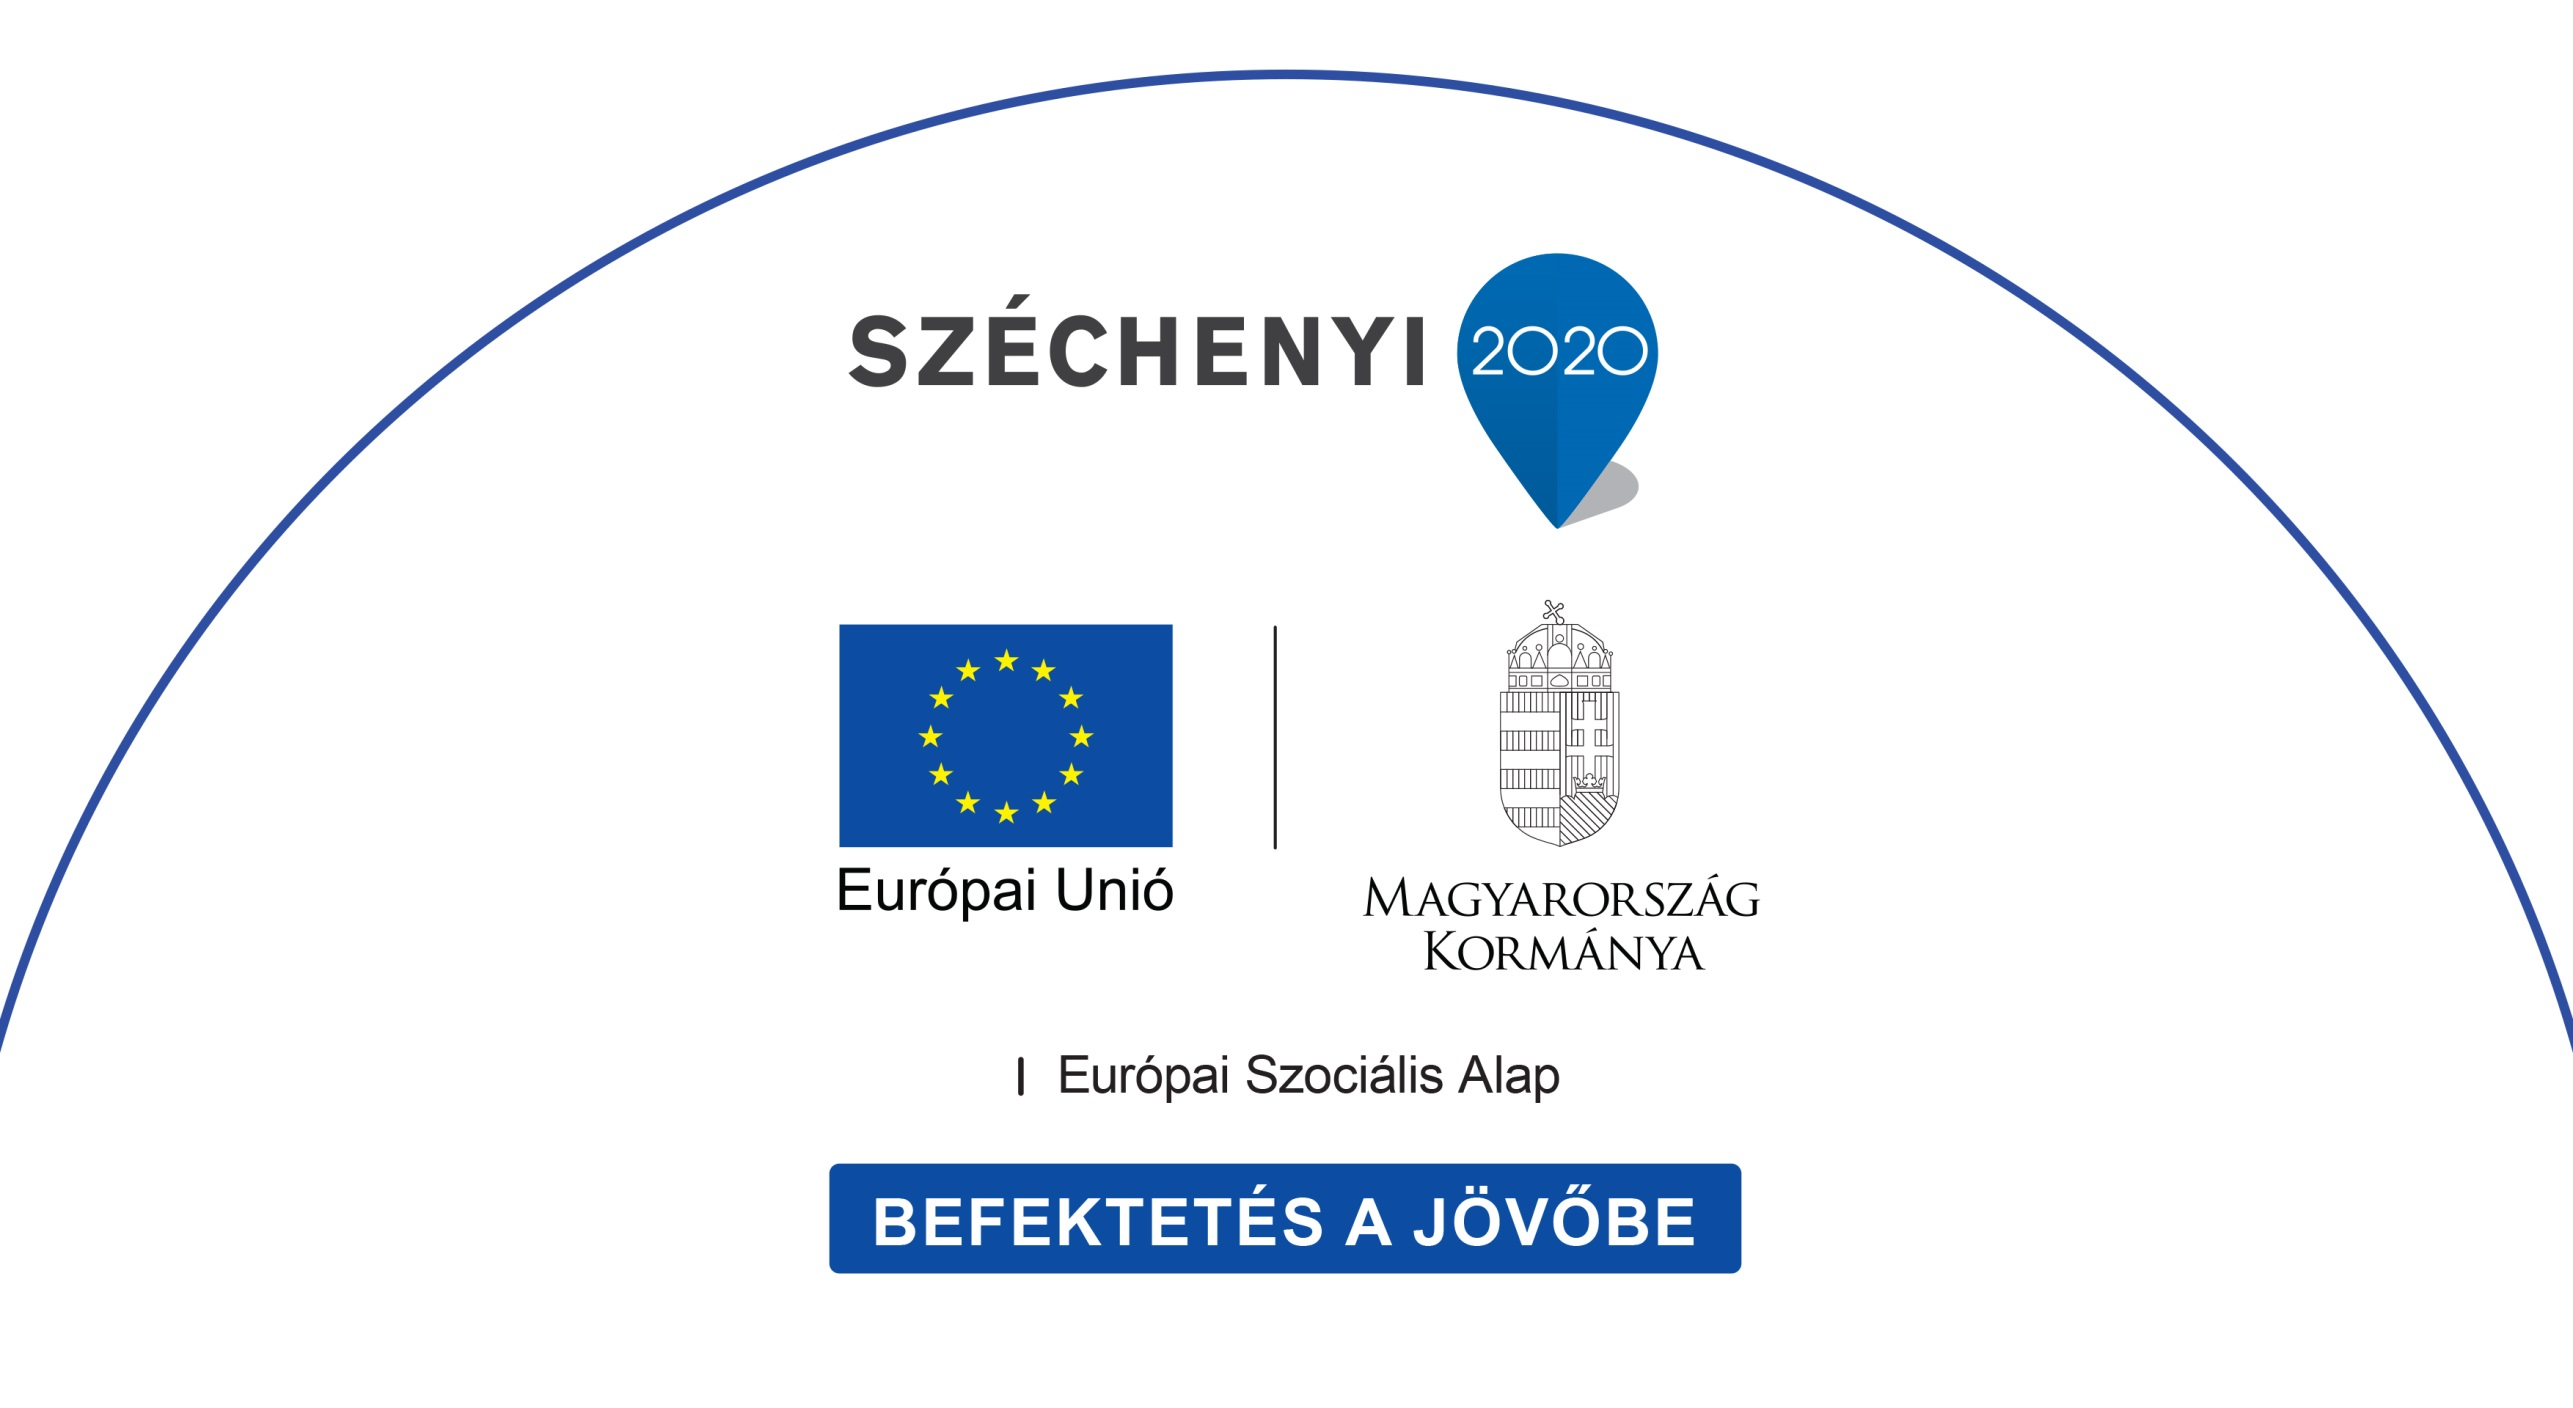 SZÉCHENYI 2020
Európai Unió
MAGYARORSZÁG
KORMÁNYA
Európai Szociális Alap
BEFEKTETÉS A JÖVŐBE